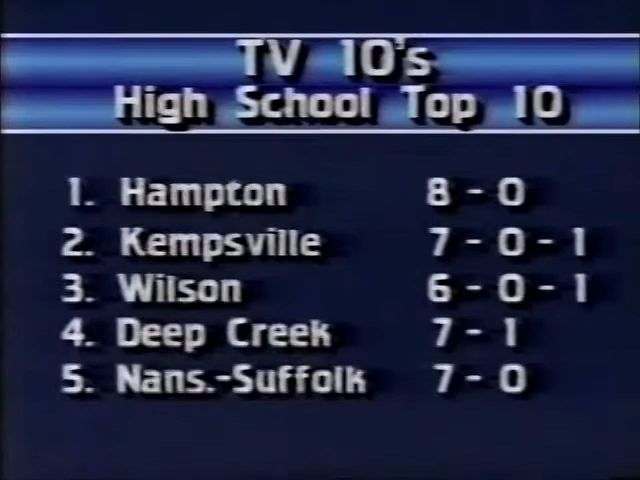 TV 10's
High School Top 10
1. Hampton 8 - 0
2. Kempsville 7 - 0 - 1
3. Wilson 6 - 0 - 1
4. Deep Creek 7 - 1
5. Nans.-Suffolk 7 - 0